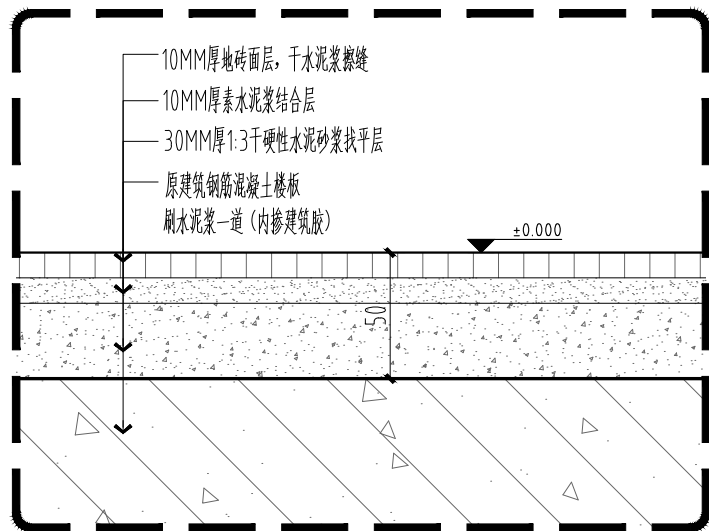 10MM厚地砖面层，干水泥浆擦缝
10MM厚素水泥浆结合层
30MM厚1:3干硬性水泥砂浆找平层
原建筑钢筋混凝土楼板
刷水泥浆一道（内掺建筑胶）
±0.000
50